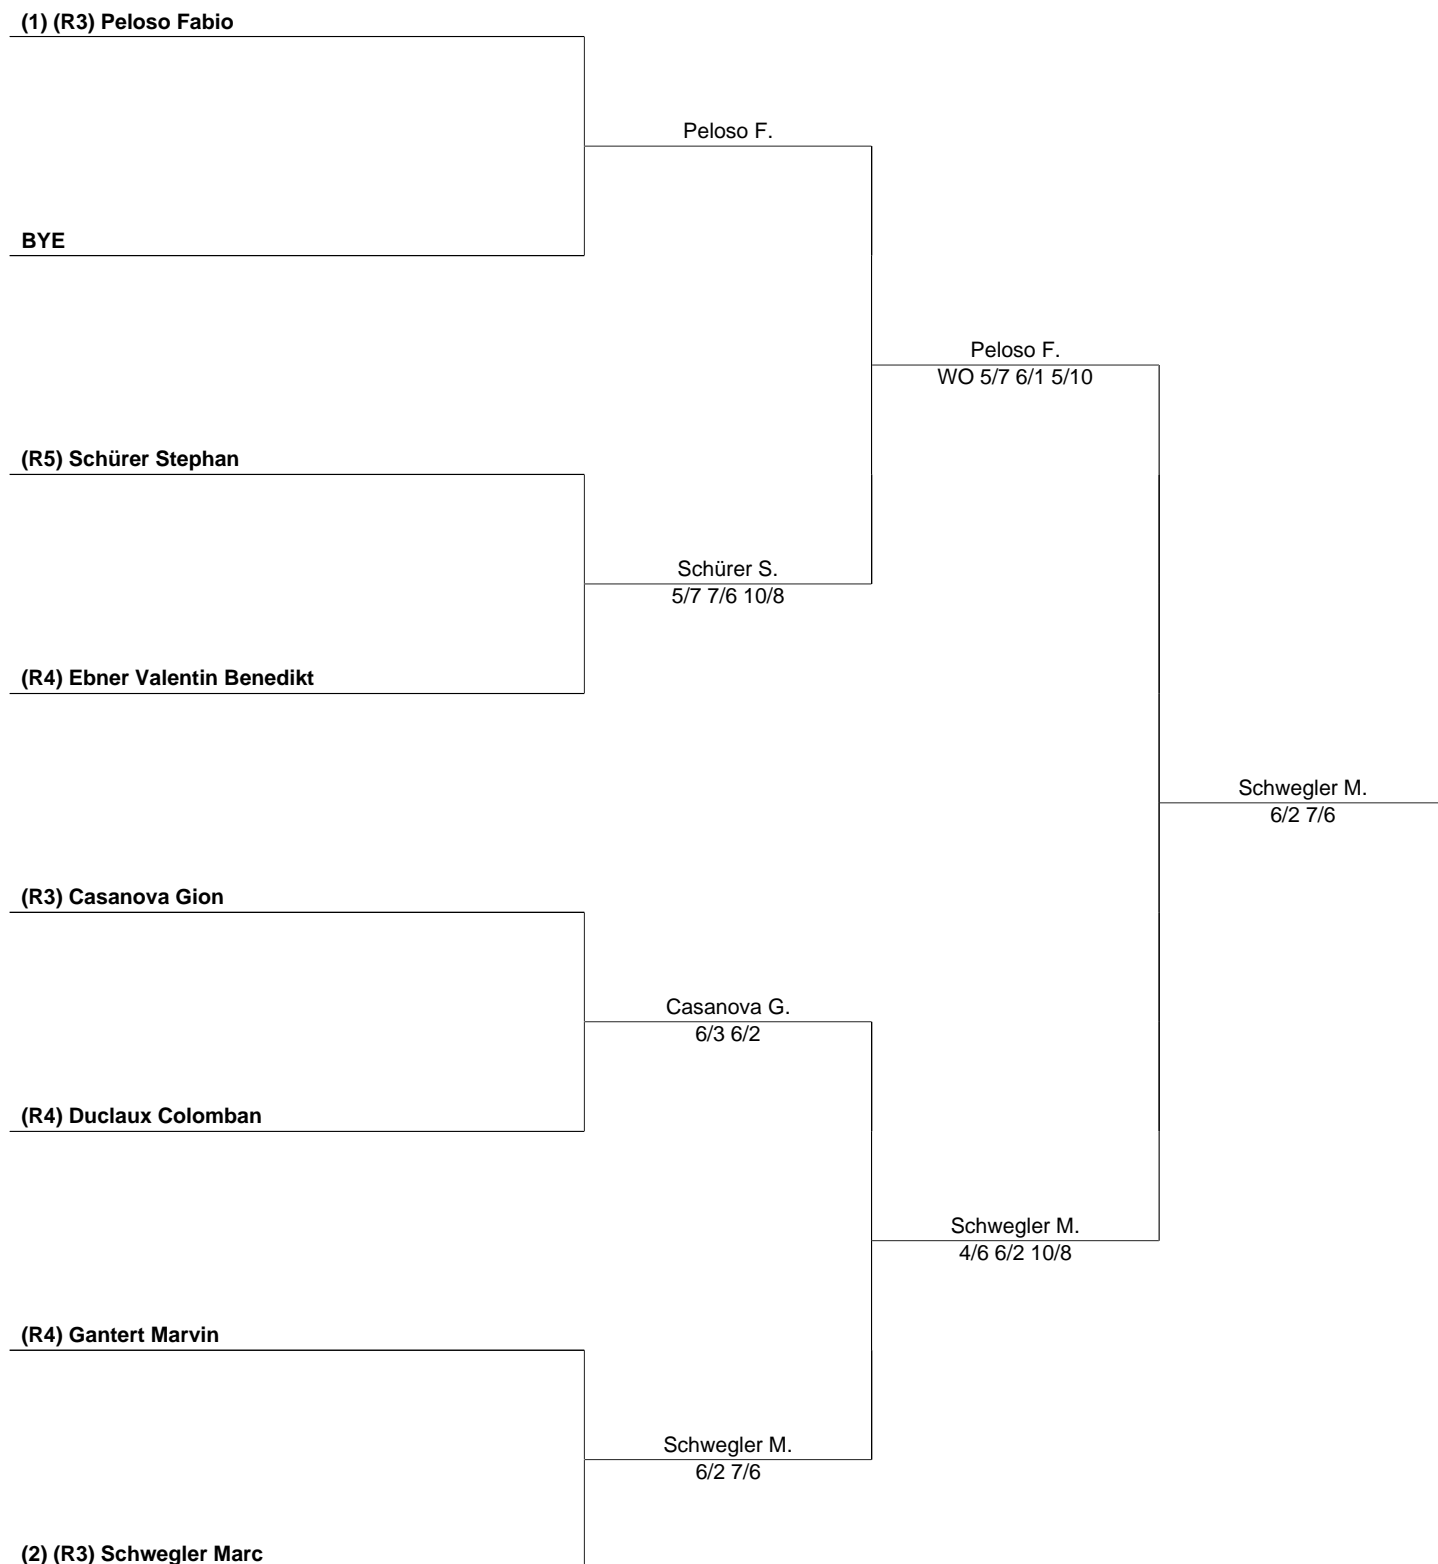 (1) (R3) Peloso Fabio
Peloso F.
BYE
Peloso F.
WO 5/7 6/1 5/10
(R5) Schürer Stephan
Schürer S.
5/7 7/6 10/8
(R4) Ebner Valentin Benedikt
Schwegler M.
6/2 7/6
(R3) Casanova Gion
Casanova G.
6/3 6/2
(R4) Duclaux Colomban
Schwegler M.
4/6 6/2 10/8
(R4) Gantert Marvin
Schwegler M.
6/2 7/6
(2) (R3) Schwegler Marc